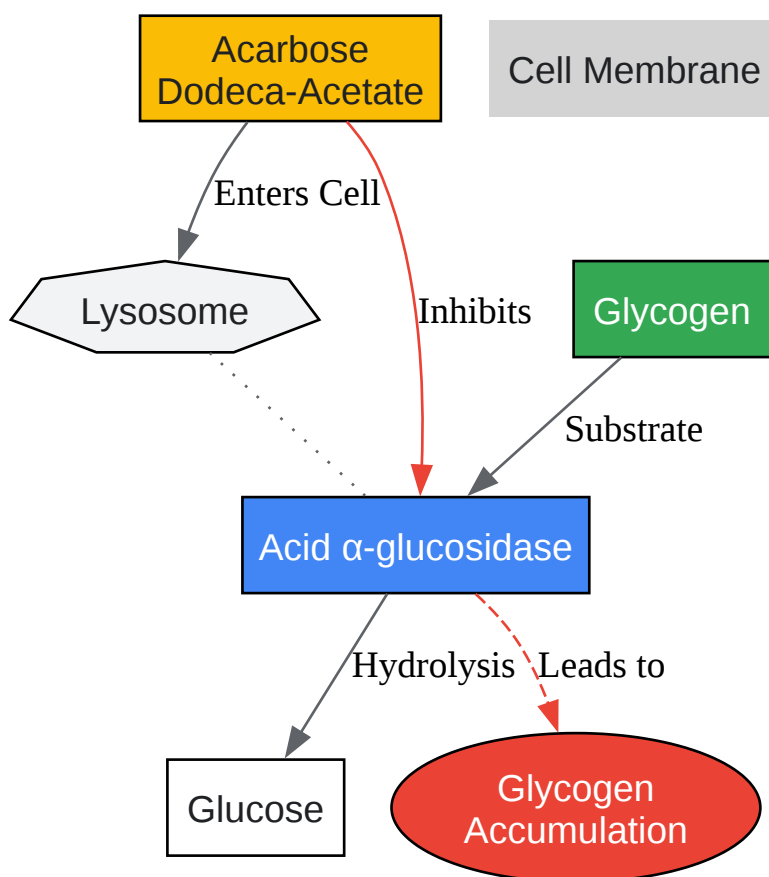 Acarbose
Dodeca-Acetate
Cell Membrane
Enters Cell
Lysosome
Inhibits
Glycogen
Substrate
Acid α-glucosidase
Hydrolysis
Leads to
Glucose
Glycogen
Accumulation